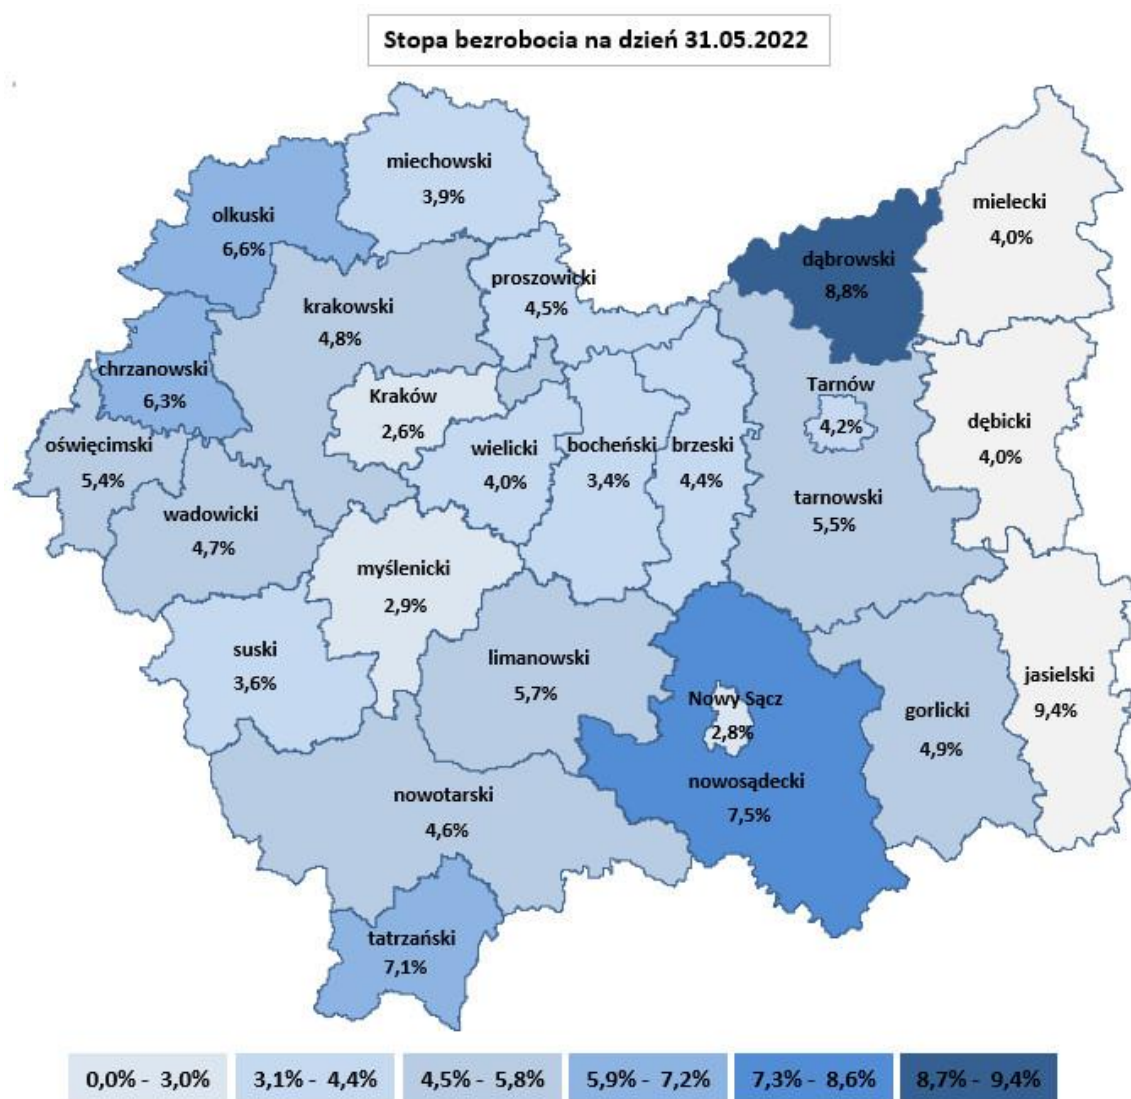 Stopa bezrobocia na dzień 31.05.2022
miechowski
3,9%
olkuski
6,6%
mielecki
4,0%
dąbrowski
8,8%
proszowicki
4,5%
krakowski
4,8%
chrzanowski
6,3%
Kraków
2,6%
Tarnów
4,2%
dębicki
4,0%
oświęcimski
5,4%
wielicki
4,0%
bocheński
3,4%
brzeski
4,4%
tarnowski
5,5%
wadowicki
4,7%
myślenicki
2,9%
suski
3,6%
limanowski
5,7%
Nowy Sącz
2,8%
gorlicki
4,9%
jasielski
9,4%
nowosądecki
7,5%
nowotarski
4,6%
tatrzański
7,1%
0,0% - 3,0%
3,1% - 4,4%
4,5% - 5,8%
5,9% - 7,2%
7,3% - 8,6%
8,7% - 9,4%